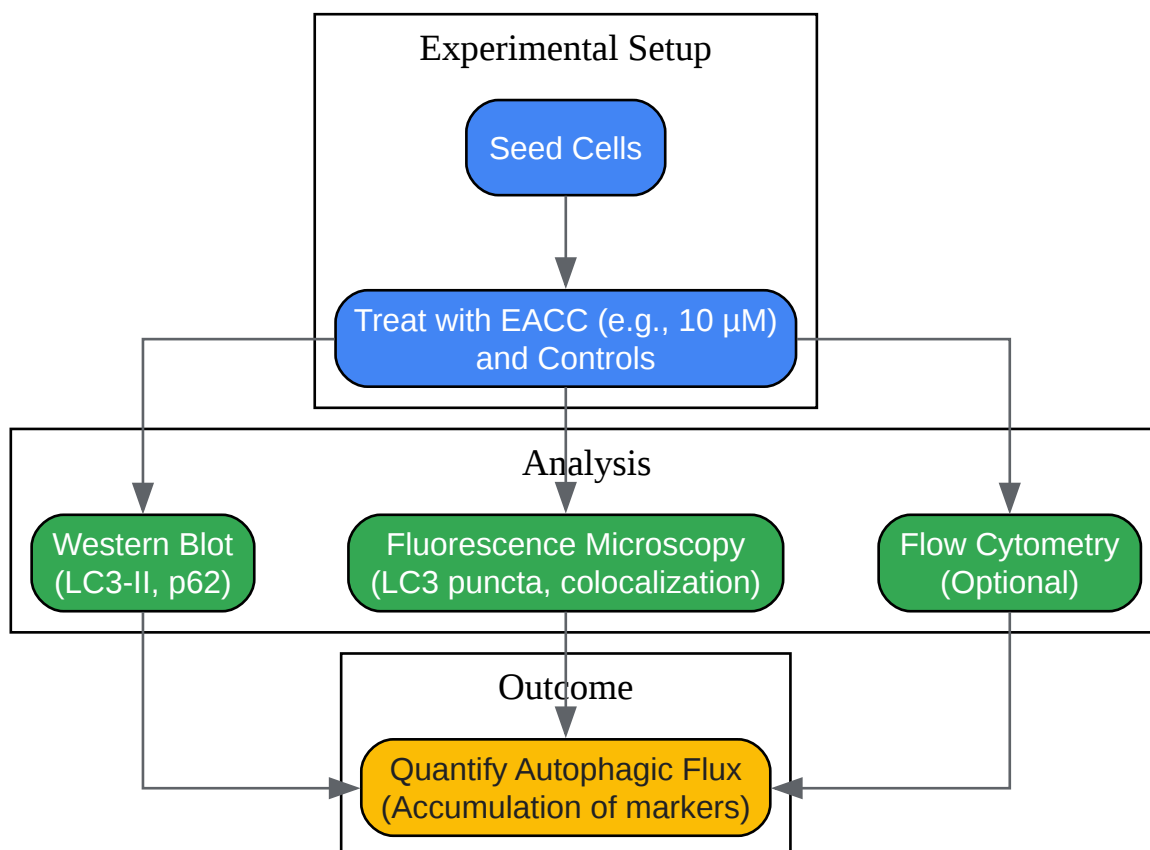 Experimental Setup
Seed Cells
Treat with EACC (e.g., 10 µM)
and Controls
Analysis
Western Blot
(LC3-II, p62)
Fluorescence Microscopy
(LC3 puncta, colocalization)
Flow Cytometry
(Optional)
Outcome
Quantify Autophagic Flux
(Accumulation of markers)